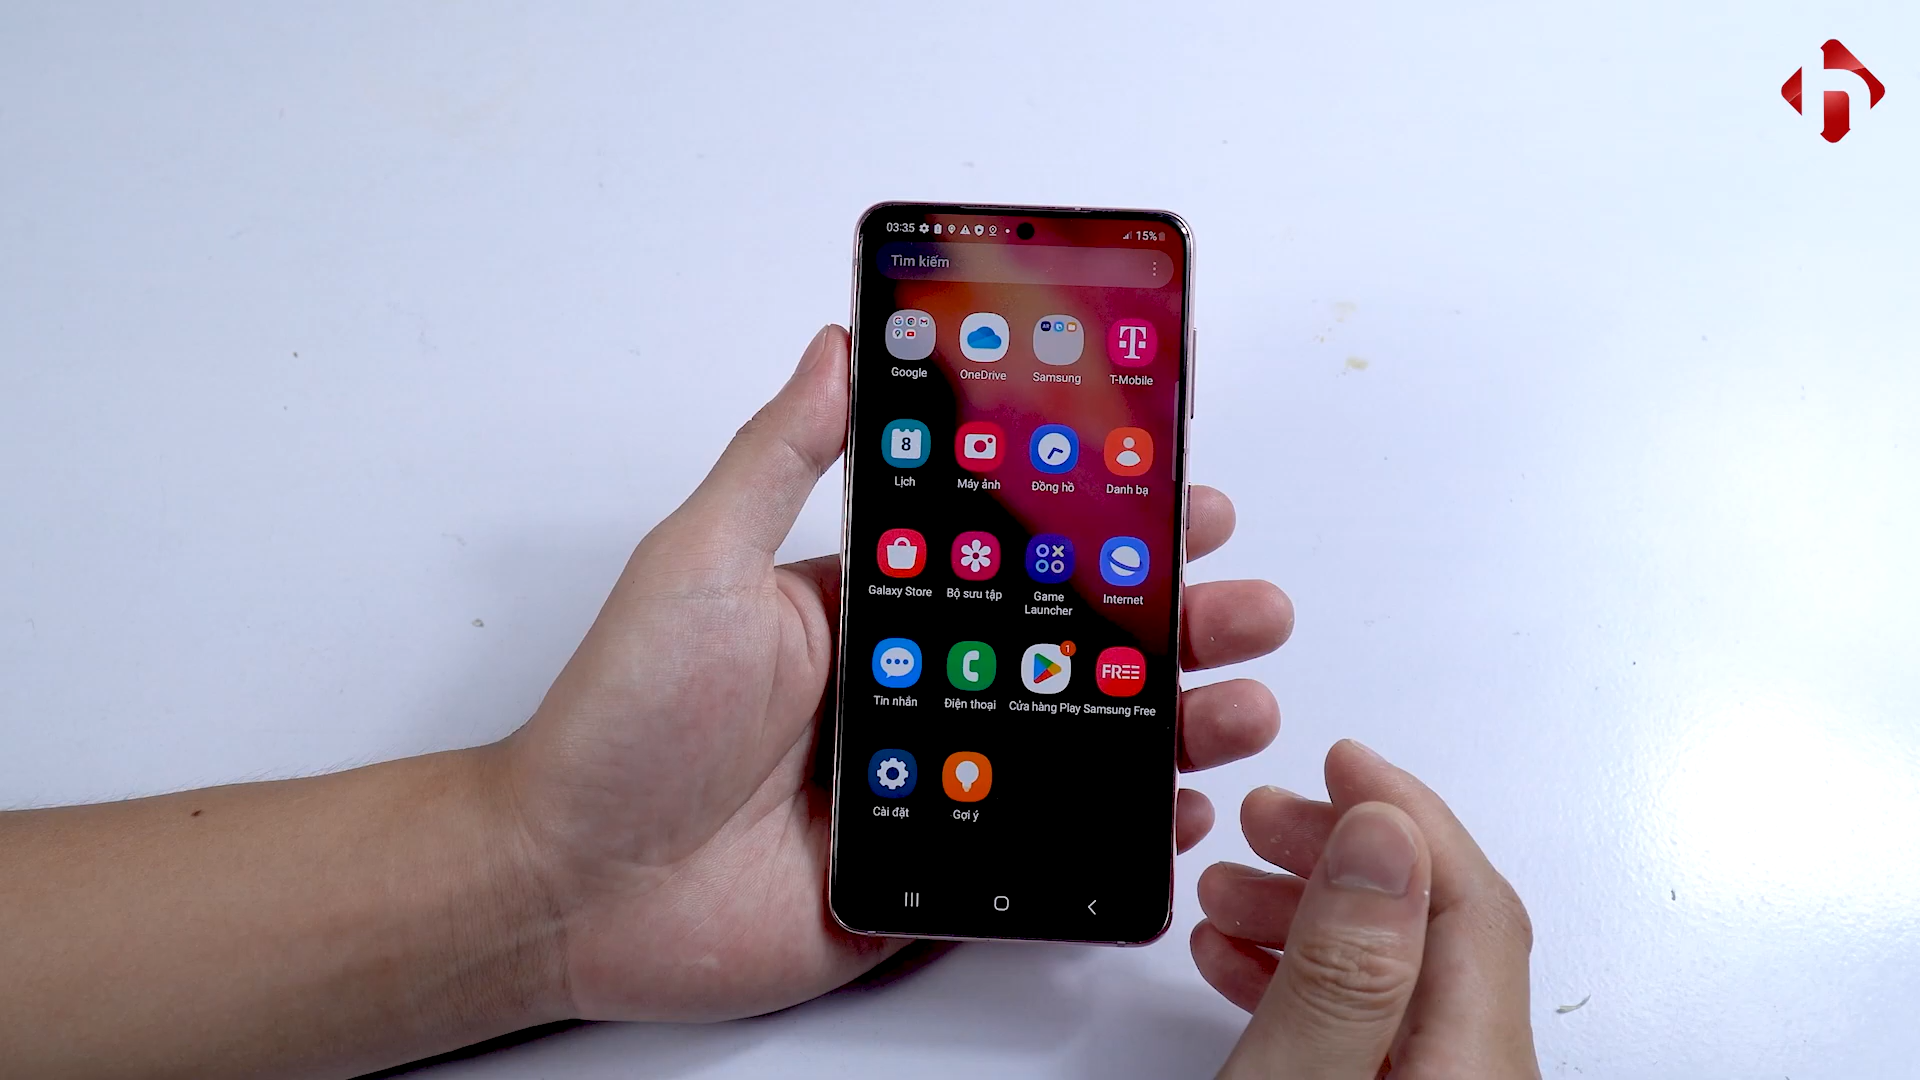 03:35
15%
Tìm kiếm
Google
OneDrive
Samsung
T-Mobile
8
Lịch
Máy ảnh
Đồng hồ
Danh bạ
Galaxy Store
Bộ sưu tập
Game
Launcher
Internet
1
FREE
Tin nhắn
Điện thoại
Cửa hàng Play
Samsung Free
Cài đặt
Gợi ý